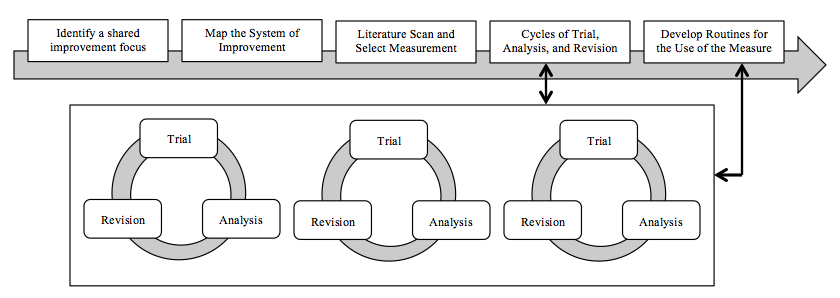 Identify a shared
improvement focus
Map the System of
Improvement
Literature Scan and
Select Measurement
Cycles of Trial,
Analysis, and Revision
Develop Routines for
the Use of the Measure
Trial
Revision
Analysis
Trial
Revision
Analysis
Trial
Revision
Analysis